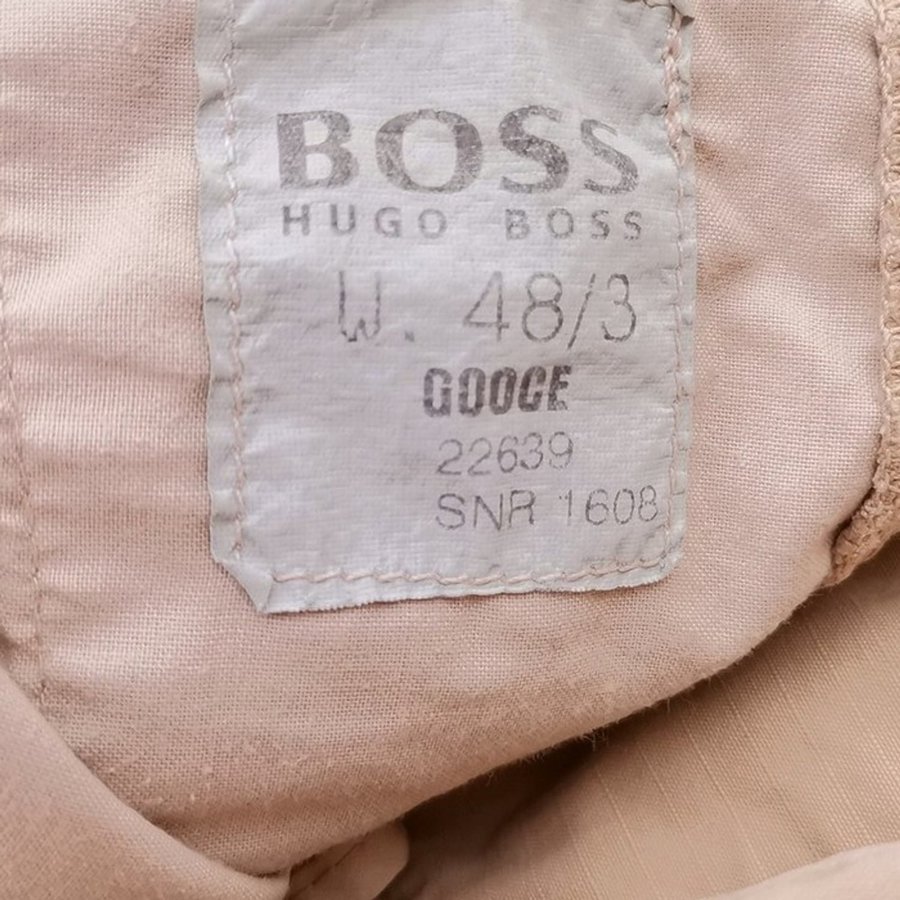 BOSS
HUGO BOSS
W. 48/3
GOOCE
22639
SNR 1608